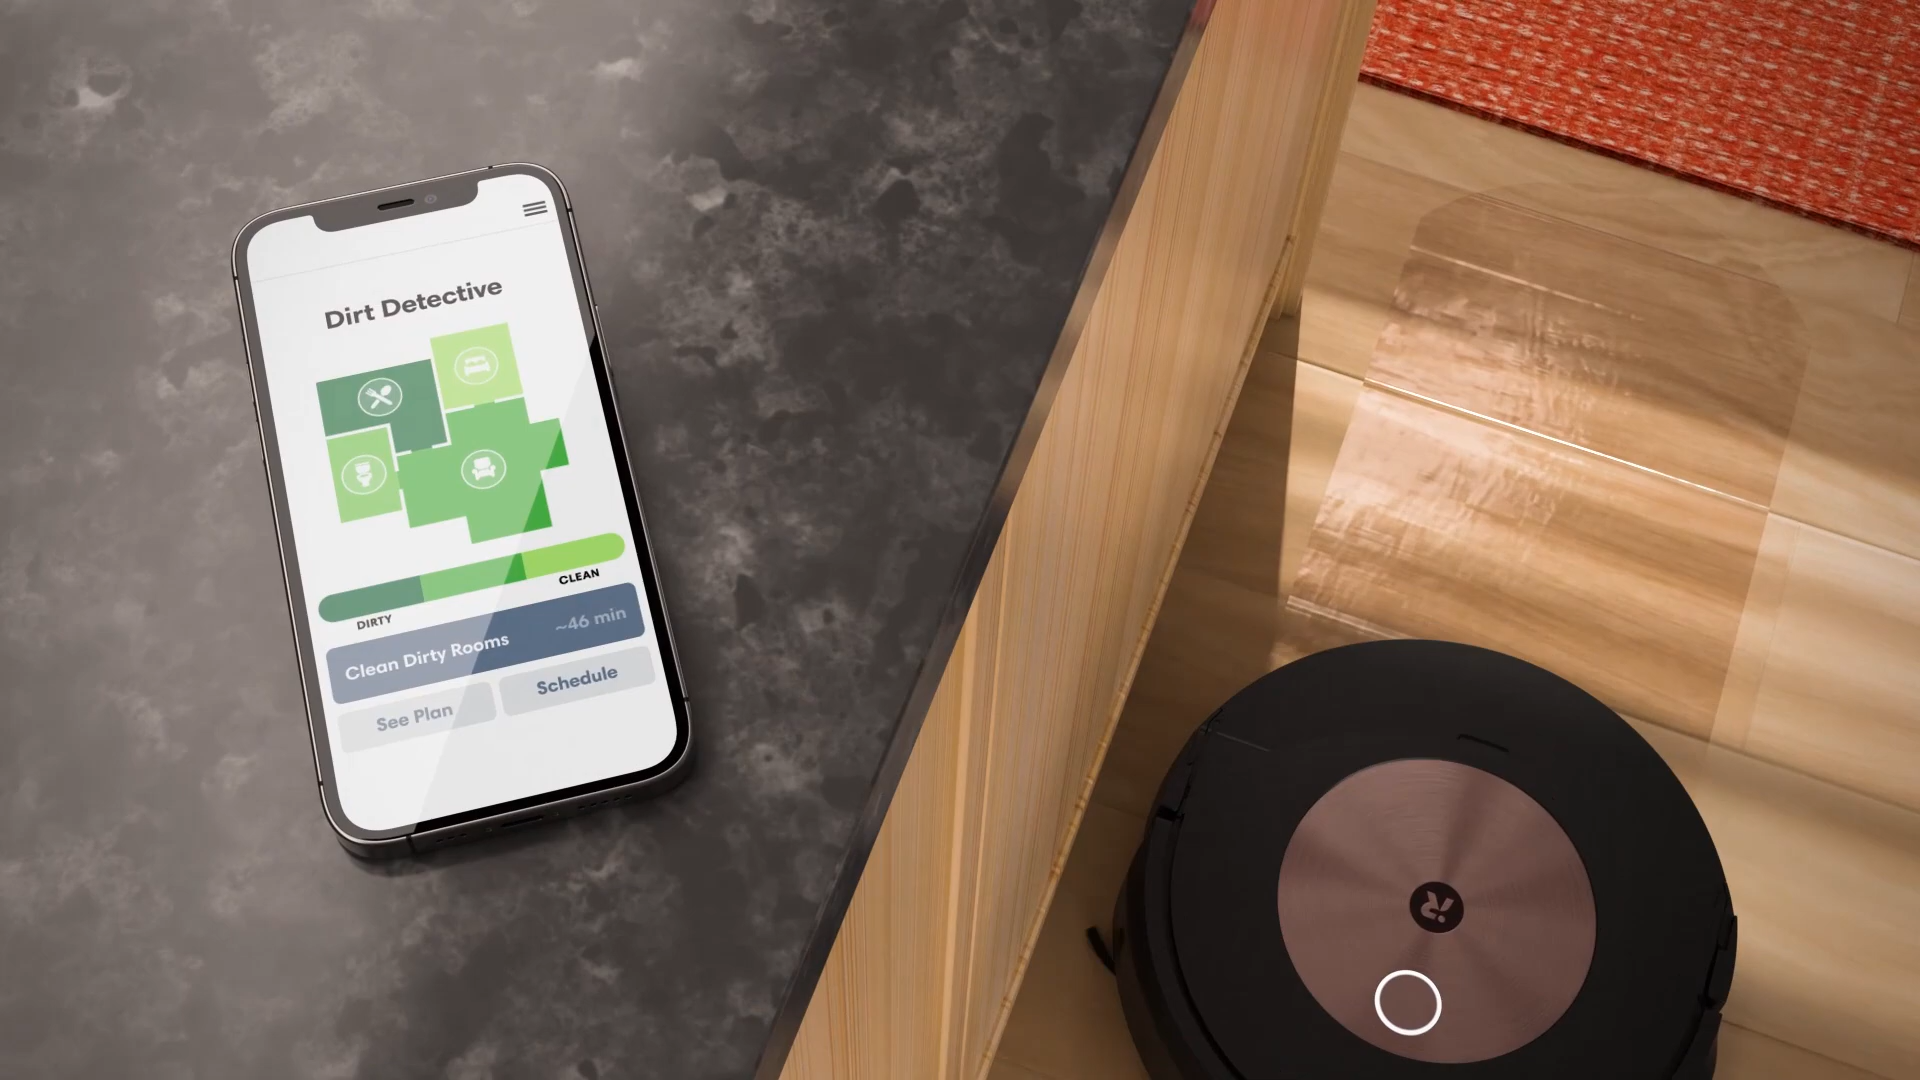 Dirt Detective
CLEAN
DIRTY
Clean Dirty Rooms ~46 min
See Plan Schedule